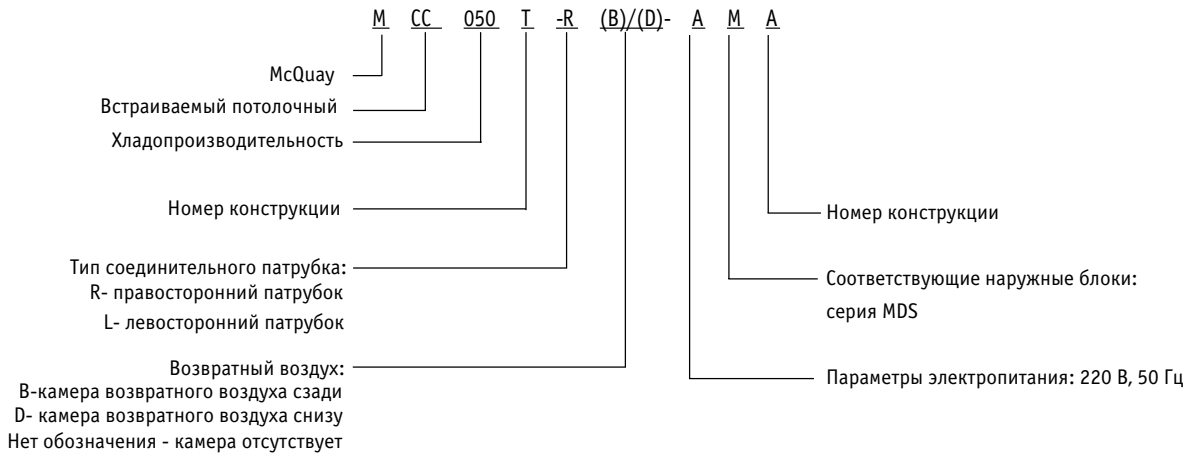 M CC 050 T -R (B)/(D)- A M A
McQuay
Встраиваемый потолочный
Хладопроизводительность
Номер конструкции
Тип соединительного патрубка:
R- правосторонний патрубок
L- левосторонний патрубок
Возвратный воздух:
B-камера возвратного воздуха сзади
D- камера возвратного воздуха снизу
Нет обозначения - камера отсутствует
Номер конструкции
Соответствующие наружные блоки:
серия MDS
Параметры электропитания: 220 В, 50 Гц